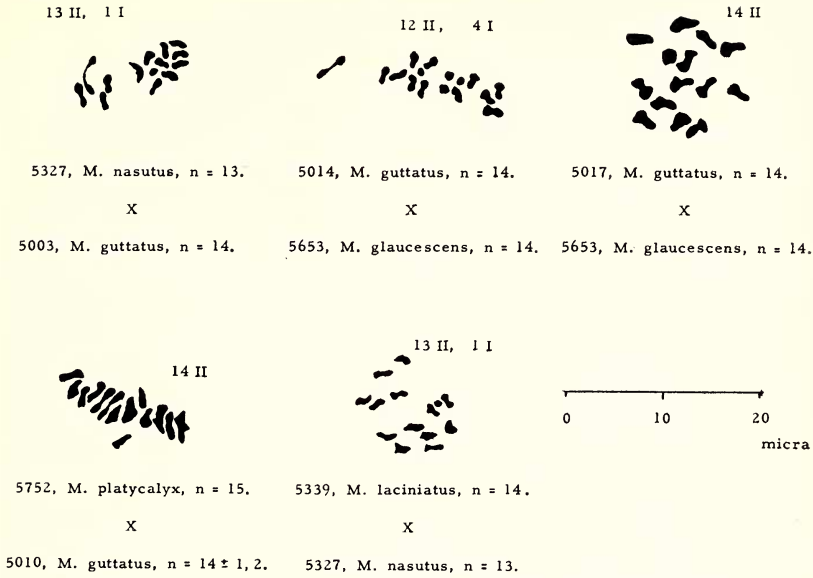 13 II, 1 I
12 II, 4 I
14 II
5327, M. nasutus, n = 13.
X
5003, M. guttatus, n = 14.
5014, M. guttatus, n = 14.
X
5653, M. glaucescens, n = 14.
5017, M. guttatus, n = 14.
X
5653, M. glaucescens, n = 14.
14 II
13 II, 1 I
5752, M. platycalyx, n = 15.
X
5010, M. guttatus, n = 14 ± 1, 2.
5339, M. laciniatus, n = 14.
X
5327, M. nasutus, n = 13.
0 10 20
micra